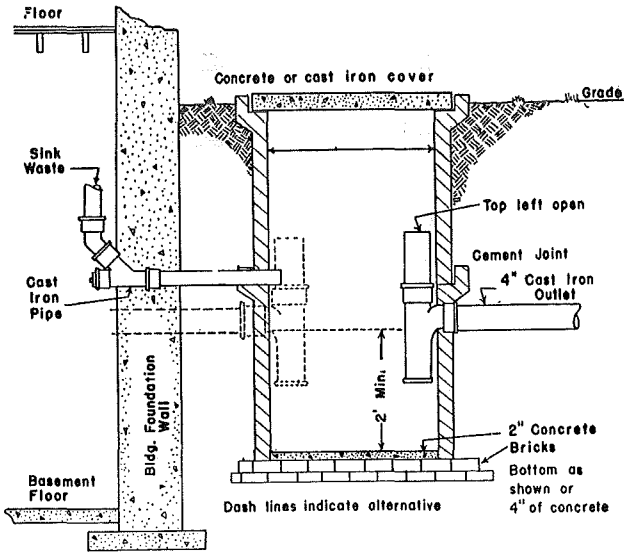 Floor
Concrete or cast iron cover
Grade
Sink
Waste
Top left open
Cement Joint
4" Cast Iron
Outlet
Cast
Iron
Pipe
2' Min.
Bldg. Foundation
Wall
2" Concrete
Bricks
Bottom as
shown or
4" of concrete
Basement
Floor
Dash lines indicate alternative